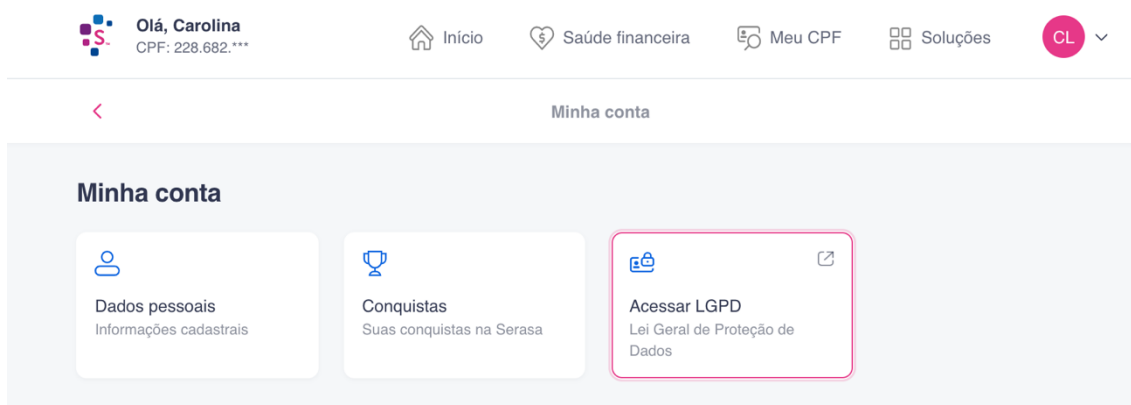 S.
Olá, Carolina
CPF: 228.682.***
Início
Saúde financeira
Meu CPF
Soluções
CL
Minha conta
Minha conta
Dados pessoais
Informações cadastrais
Conquistas
Suas conquistas na Serasa
Acessar LGPD
Lei Geral de Proteção de
Dados